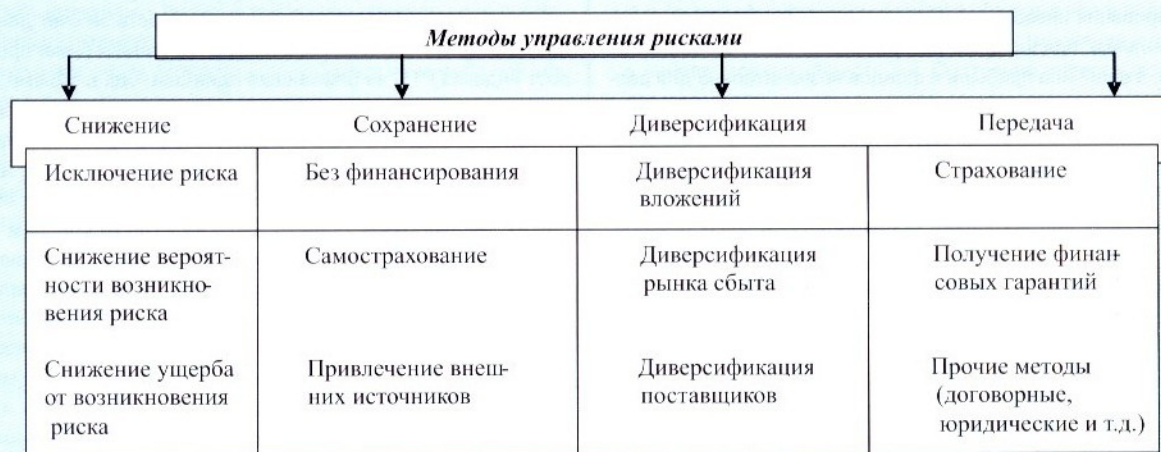 Методы управления рисками
Снижение Сохранение Диверсификация Передача
Исключение риска Без финансирования Диверсификация Страхование
вложений
Снижение вероят- Самострахование Диверсификация Получение финан-
ности возникно- рынка сбыта совых гарантий
вения риска
Снижение ущерба Привлечение внеш- Диверсификация Прочие методы
от возникновения них источников поставщиков (договорные,
риска юридические и т.д.)